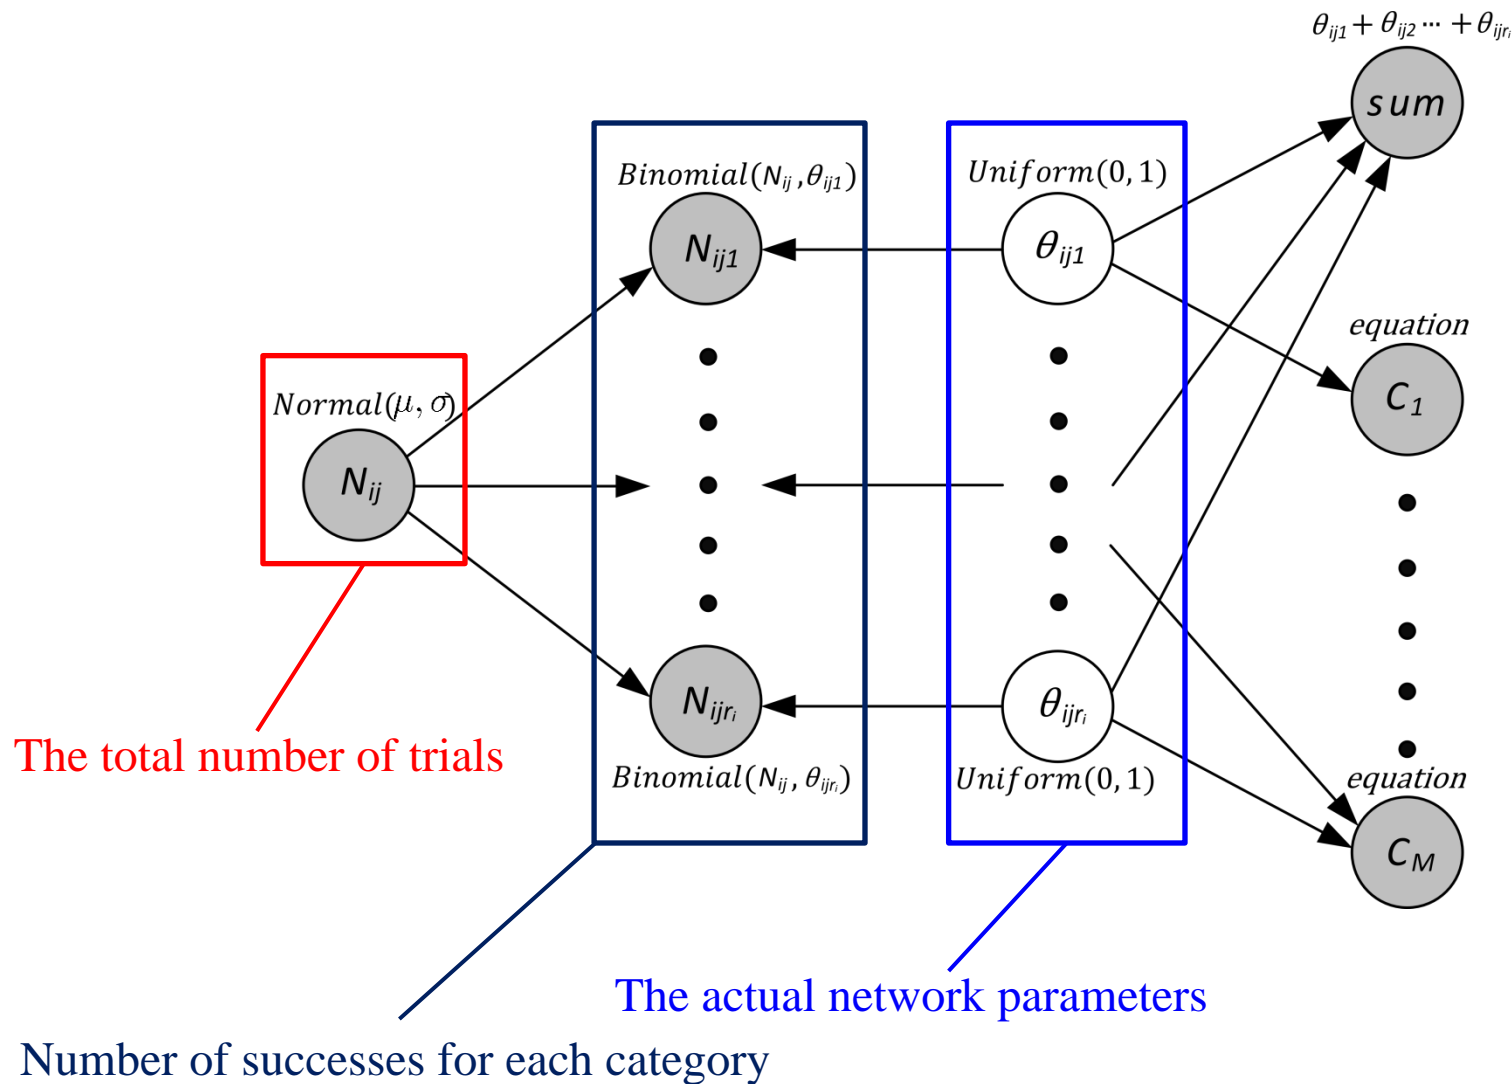 θij1 + θij2 ··· + θijri
sum
Binomial(Nij, θij1)
Uniform(0, 1)
Nij1
θij1
equation
C1
Normal(μ, σ)
Nij
Nijri
θijri
Binomial(Nij, θijri)
Uniform(0, 1)
equation
CM
The total number of trials
The actual network parameters
Number of successes for each category